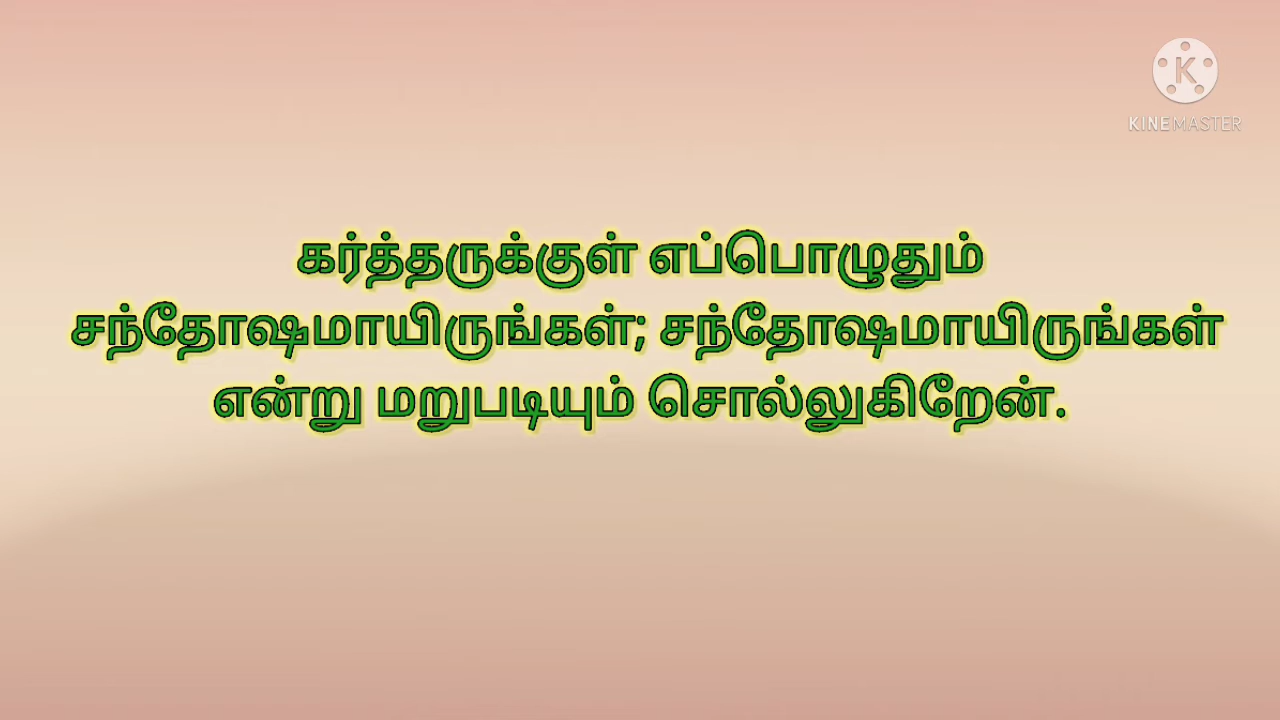 KINEMASTER
கர்த்தருக்குள் எப்பொழுதும்
சந்தோஷமாயிருங்கள்; சந்தோஷமாயிருங்கள்
என்று மறுபடியும் சொல்லுகிறேன்.